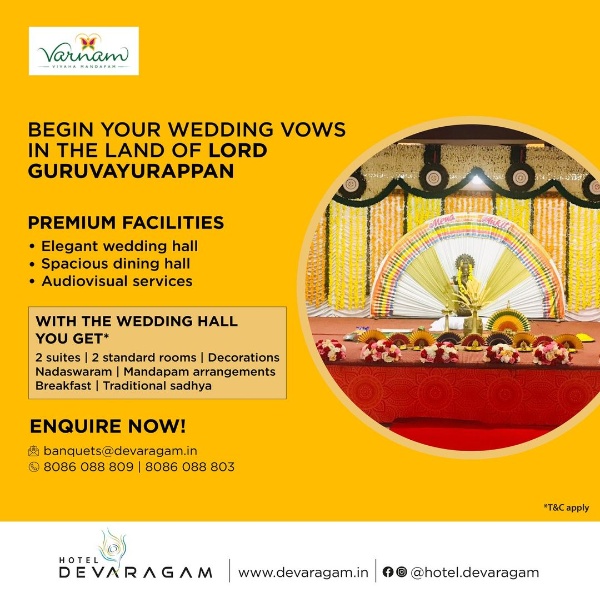 Varnam
VIVAHA MANDAPAM
BEGIN YOUR WEDDING VOWS
IN THE LAND OF LORD
GURUVAYURAPPAN
PREMIUM FACILITIES
• Elegant wedding hall
• Spacious dining hall
• Audiovisual services
WITH THE WEDDING HALL
YOU GET*
2 suites | 2 standard rooms | Decorations
Nadaswaram | Mandapam arrangements
Breakfast | Traditional sadhya
ENQUIRE NOW!
banquets@devaragam.in
8086 088 809 | 8086 088 803
*T&C apply
HOTEL
DEVARAGAM
www.devaragam.in
@hotel.devaragam